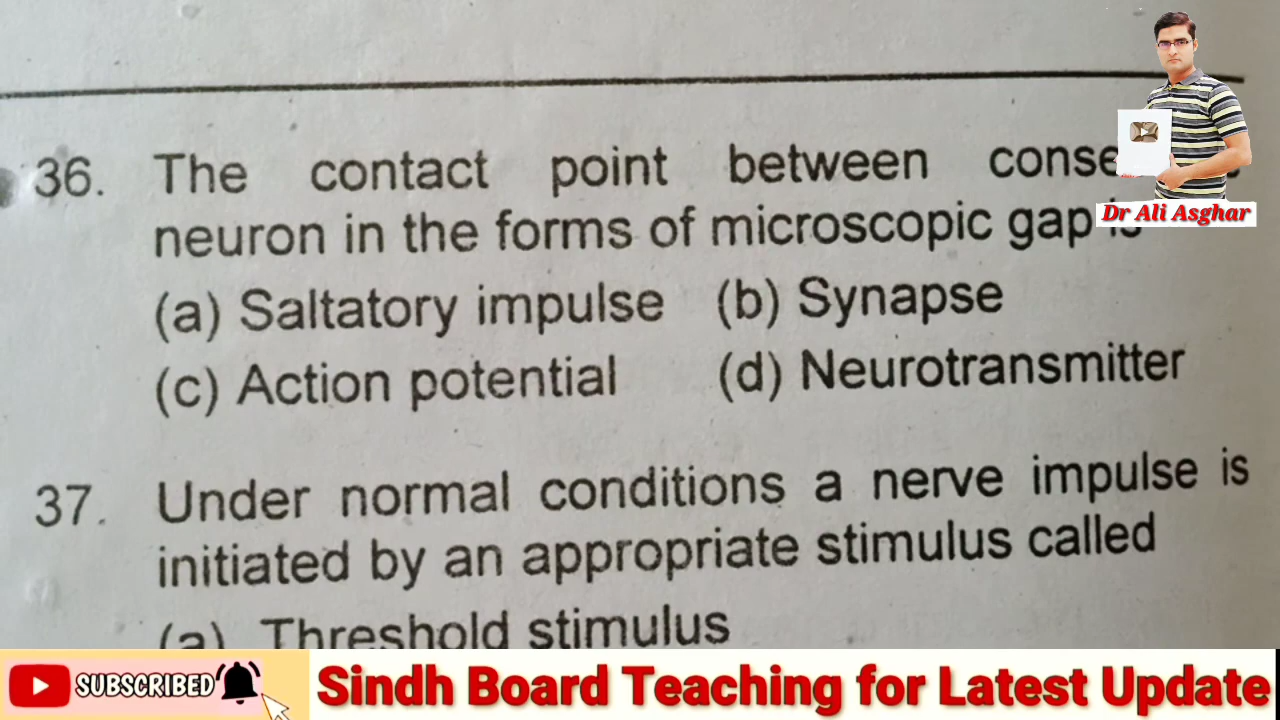 36. The contact point between conse
neuron in the forms of microscopic gap is
(a) Saltatory impulse (b) Synapse
(c) Action potential (d) Neurotransmitter
37. Under normal conditions a nerve impulse is
initiated by an appropriate stimulus called
(a) Threshold stimulus
Dr Ali Asghar
SUBSCRIBED
Sindh Board Teaching for Latest Update